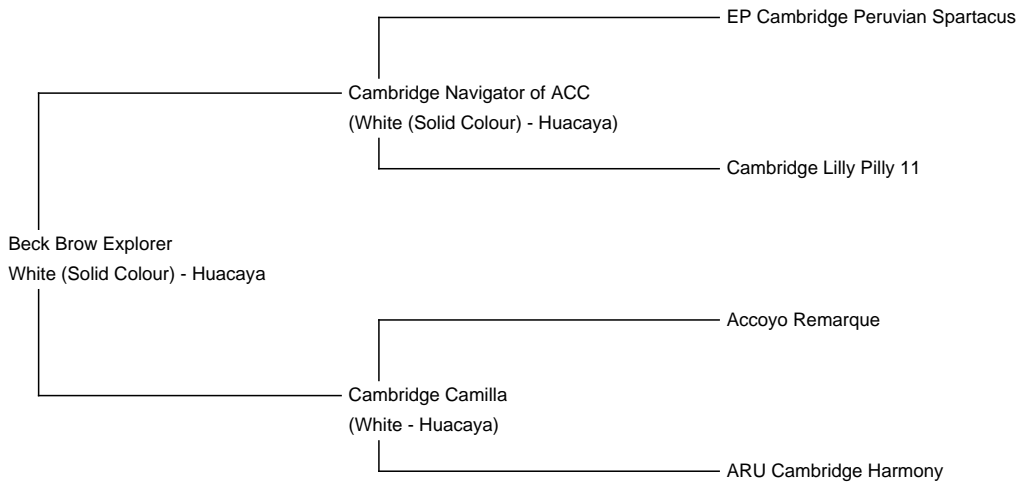 EP Cambridge Peruvian Spartacus
Cambridge Navigator of ACC
(White (Solid Colour) - Huacaya)
Cambridge Lilly Pilly 11
Beck Brow Explorer
White (Solid Colour) - Huacaya
Accoyo Remarque
Cambridge Camilla
(White - Huacaya)
ARU Cambridge Harmony